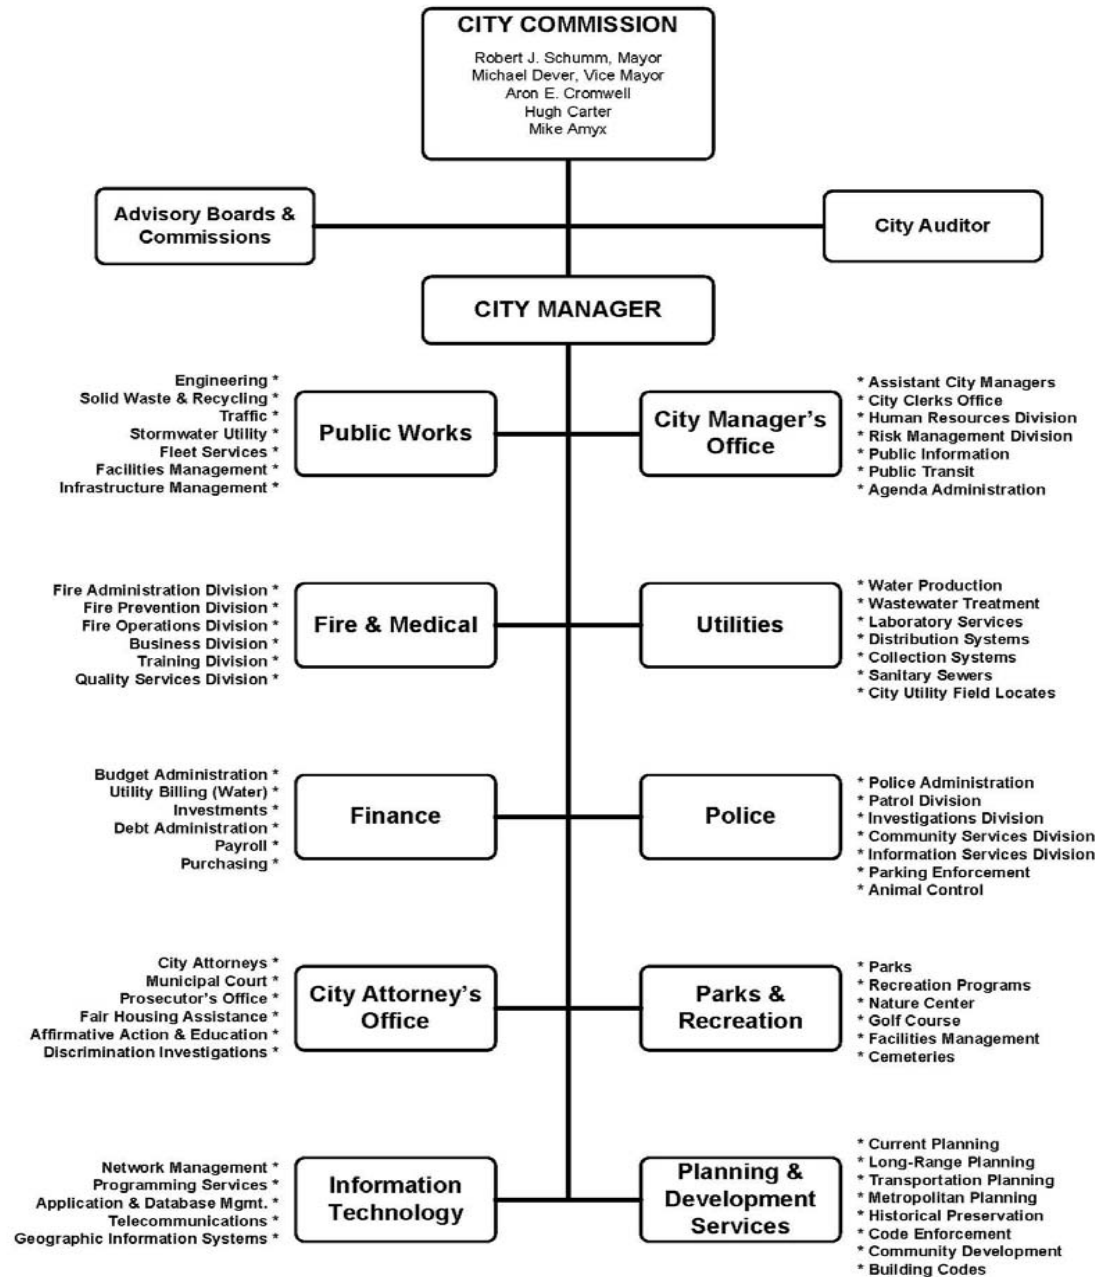 CITY COMMISSION
Robert J. Schumm, Mayor
Michael Dever, Vice Mayor
Aron E. Cromwell
Hugh Carter
Mike Amyx
Advisory Boards &
Commissions
City Auditor
CITY MANAGER
Engineering *
Solid Waste & Recycling *
Traffic *
Stormwater Utility *
Fleet Services *
Facilities Management *
Infrastructure Management *
Public Works
City Manager's
Office
* Assistant City Managers
* City Clerks Office
* Human Resources Division
* Risk Management Division
* Public Information
* Public Transit
* Agenda Administration
Fire Administration Division *
Fire Prevention Division *
Fire Operations Division *
Business Division *
Training Division *
Quality Services Division *
Fire & Medical
Utilities
* Water Production
* Wastewater Treatment
* Laboratory Services
* Distribution Systems
* Collection Systems
* Sanitary Sewers
* City Utility Field Locates
Budget Administration *
Utility Billing (Water) *
Investments *
Debt Administration *
Payroll *
Purchasing *
Finance
Police
* Police Administration
* Patrol Division
* Investigations Division
* Community Services Division
* Information Services Division
* Parking Enforcement
* Animal Control
City Attorneys *
Municipal Court *
Prosecutor's Office *
Fair Housing Assistance *
Affirmative Action & Education *
Discrimination Investigations *
City Attorney's
Office
Parks &
Recreation
* Parks
* Recreation Programs
* Nature Center
* Golf Course
* Facilities Management
* Cemeteries
Network Management *
Programming Services *
Application & Database Mgmt. *
Telecommunications *
Geographic Information Systems *
Information
Technology
Planning &
Development
Services
* Current Planning
* Long-Range Planning
* Transportation Planning
* Metropolitan Planning
* Historical Preservation
* Code Enforcement
* Community Development
* Building Codes